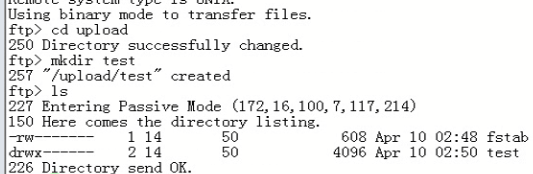 Remote system type is UNIX.
Using binary mode to transfer files.
ftp> cd upload
250 Directory successfully changed.
ftp> mkdir test
257 "/upload/test" created
ftp> ls
227 Entering Passive Mode (172,16,100,7,117,214)
150 Here comes the directory listing.
-rw------- 1 14 50 608 Apr 10 02:48 fstab
drwx------ 2 14 50 4096 Apr 10 02:50 test
226 Directory send OK.